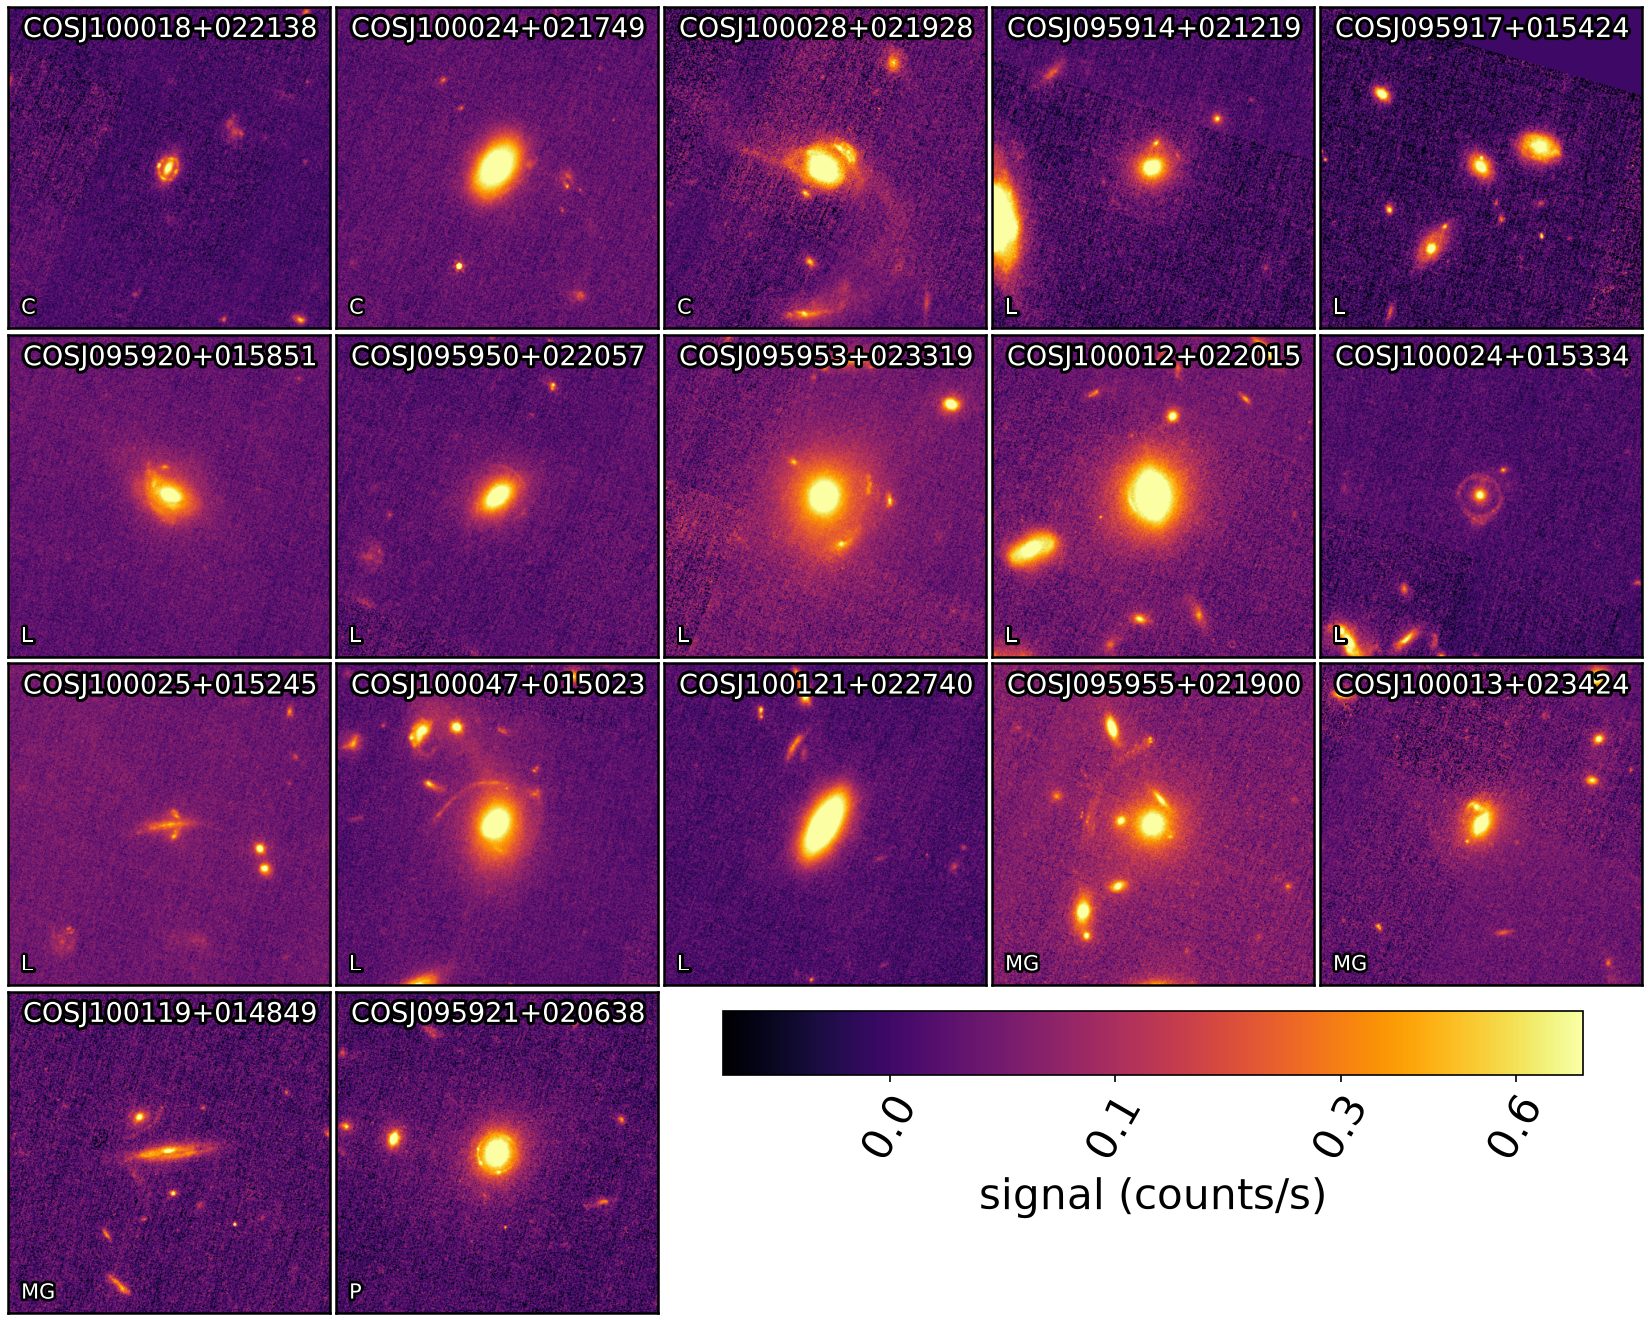 COSJ100018+022138
C
COSJ100024+021749
C
COSJ100028+021928
C
COSJ095914+021219
L
COSJ095917+015424
L
COSJ095920+015851
L
COSJ095950+022057
L
COSJ095953+023319
L
COSJ100012+022015
L
COSJ100024+015334
L
COSJ100025+015245
L
COSJ100047+015023
L
COSJ100121+022740
L
COSJ095955+021900
MG
COSJ100013+023424
MG
COSJ100119+014849
MG
COSJ095921+020638
P
0.0
0.1
0.3
0.6
signal (counts/s)